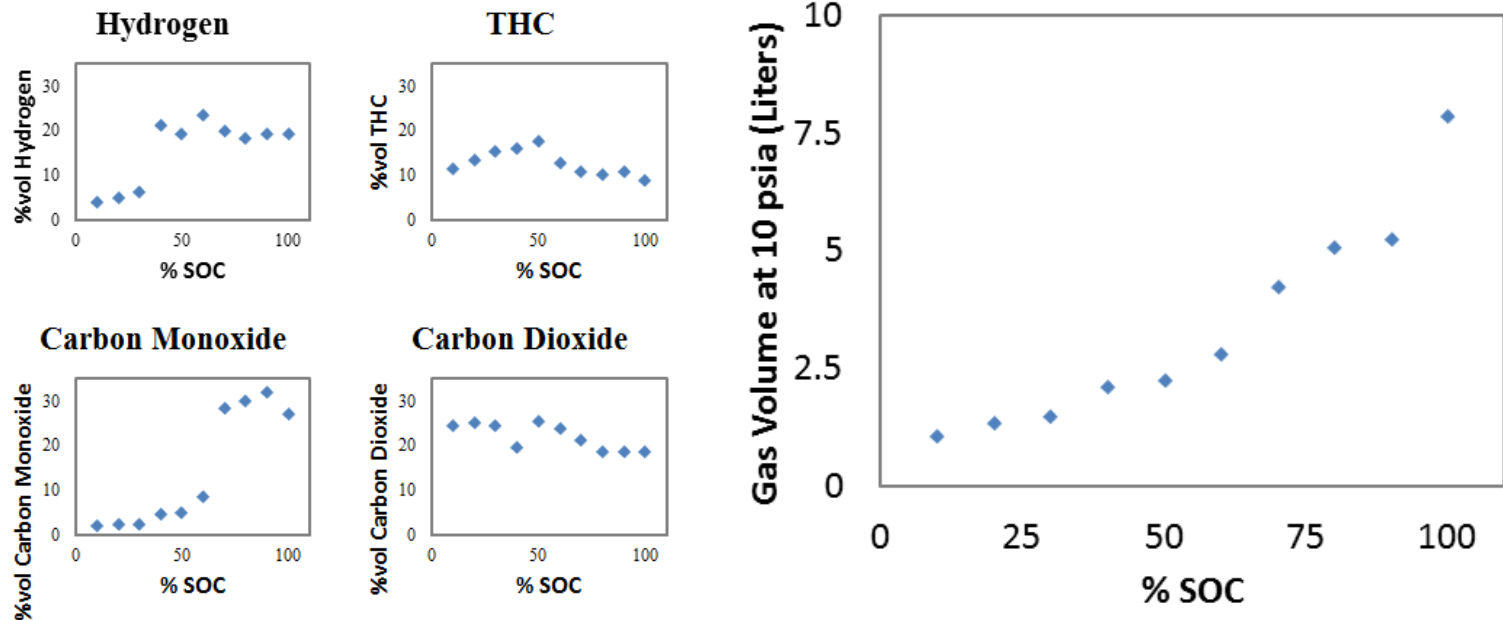 Hydrogen
%vol Hydrogen
30
20
10
0
0 50 100
% SOC
THC
%vol THC
30
20
10
0
0 50 100
% SOC
Carbon Monoxide
%vol Carbon Monoxide
30
20
10
0
0 50 100
% SOC
Carbon Dioxide
%vol Carbon Dioxide
30
20
10
0
0 50 100
% SOC
Gas Volume at 10 psia (Liters)
10
7.5
5
2.5
0
0 25 50 75 100
% SOC